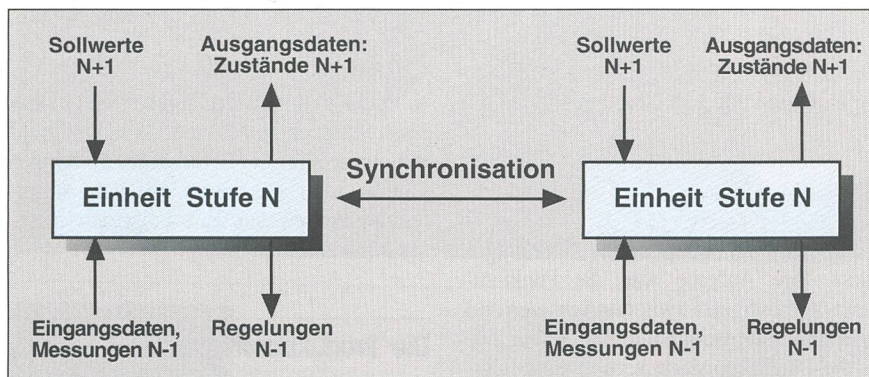 Sollwerte
N+1
Ausgangsdaten:
Zustände N+1
Sollwerte
N+1
Ausgangsdaten:
Zustände N+1
Einheit Stufe N
Synchronisation
Einheit Stufe N
Eingangsdaten,
Messungen N-1
Regelungen
N-1
Eingangsdaten,
Messungen N-1
Regelungen
N-1